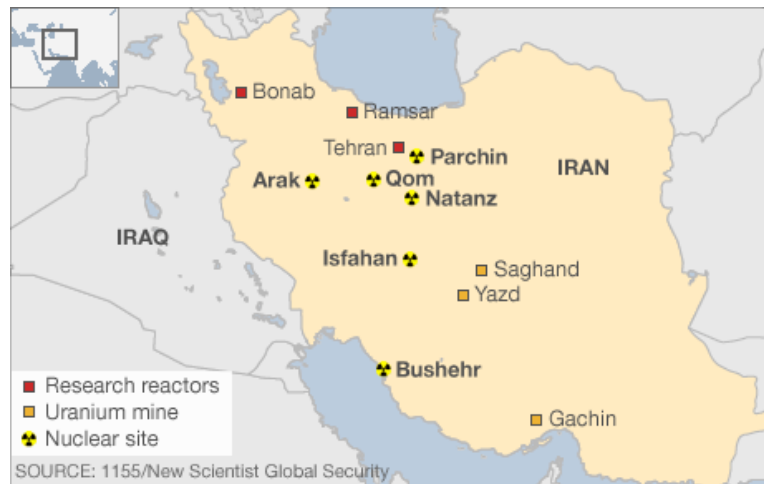 Bonab
Ramsar
Tehran
Parchin
IRAN
Arak
Qom
Natanz
IRAQ
Isfahan
Saghand
Yazd
Bushehr
Research reactors
Uranium mine
Gachin
Nuclear site
SOURCE: 1155/New Scientist Global Security